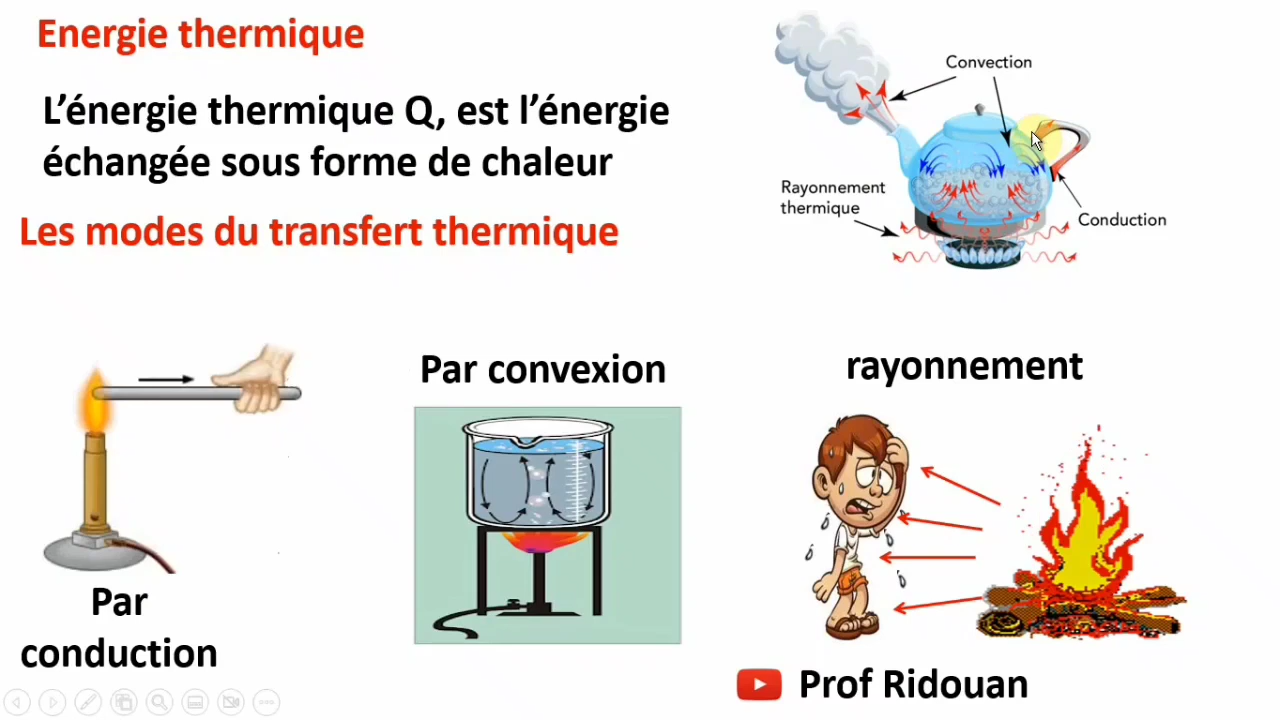 Energie thermique
L'énergie thermique Q, est l'énergie
échangée sous forme de chaleur
Les modes du transfert thermique
Convection
Rayonnement
thermique
Conduction
Par
conduction
Par convexion
rayonnement
Prof Ridouan